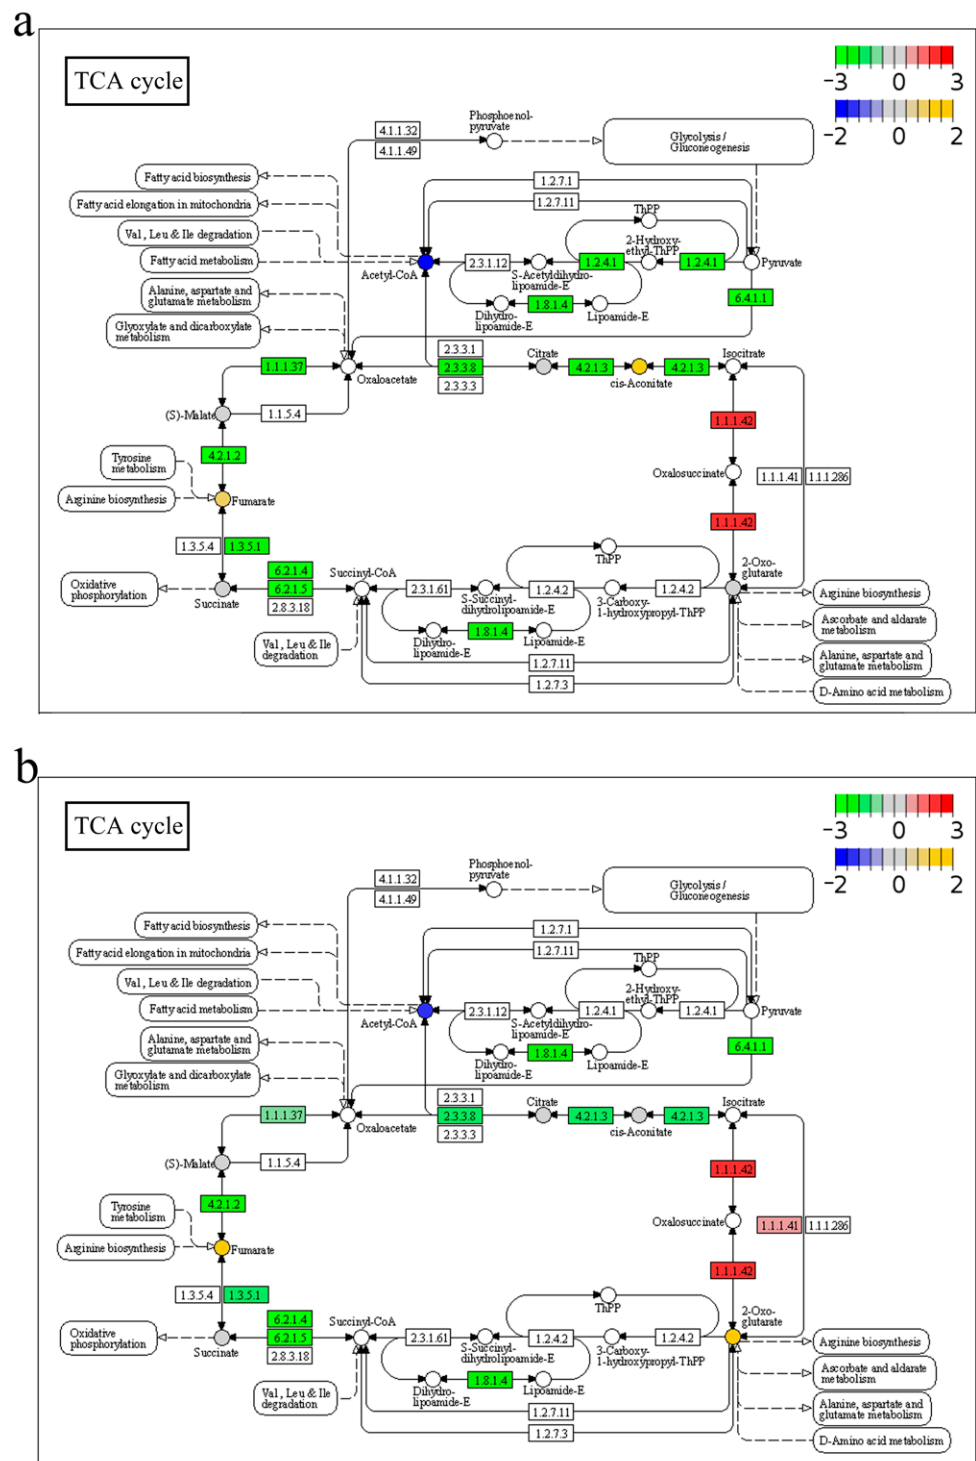 a
TCA cycle
−3 0 3
−2 0 2
Phosphoenol-
pyruvate
4.1.1.32
4.1.1.49
Glycolysis /
Gluconeogenesis
Fatty acid biosynthesis
Fatty acid elongation in mitochondria
Val, Leu & Ile degradation
Fatty acid metabolism
Alanine, aspartate and
glutamate metabolism
Glyoxylate and dicarboxylate
metabolism
1.2.7.1
1.2.7.11
ThPP
2-Hydroxy-
ethyl-ThPP
Acetyl-CoA
2.3.1.12
S-Acetyldihydro-
lipoamide-E
1.2.4.1
1.2.4.1
Pyruvate
Dihydro-
lipoamide-E
1.8.1.4
Lipoamide-E
6.4.1.1
1.1.1.37
Oxaloacetate
2.3.3.1
2.3.3.8
2.3.3.3
Citrate
4.2.1.3
cis-Aconitate
4.2.1.3
Isocitrate
(S)-Malate
1.1.5.4
1.1.1.42
4.2.1.2
Tyrosine
metabolism
Arginine biosynthesis
Fumarate
Oxalosuccinate
1.1.1.41
1.1.1.286
1.1.1.42
1.3.5.4
1.3.5.1
Oxidative
phosphorylation
Succinate
6.2.1.4
6.2.1.5
2.8.3.18
Succinyl-CoA
2.3.1.61
S-Succinyl-
dihydrolipoamide-E
1.2.4.2
ThPP
3-Carboxy-
1-hydroxypropyl-ThPP
1.2.4.2
2-Oxo-
glutarate
Val, Leu & Ile
degradation
Dihydro-
lipoamide-E
1.8.1.4
Lipoamide-E
1.2.7.11
1.2.7.3
Arginine biosynthesis
Ascorbate and aldarate
metabolism
Alanine, aspartate and
glutamate metabolism
D-Amino acid metabolism
b
TCA cycle
−3 0 3
−2 0 2
Phosphoenol-
pyruvate
4.1.1.32
4.1.1.49
Glycolysis /
Gluconeogenesis
Fatty acid biosynthesis
Fatty acid elongation in mitochondria
Val, Leu & Ile degradation
Fatty acid metabolism
Alanine, aspartate and
glutamate metabolism
Glyoxylate and dicarboxylate
metabolism
1.2.7.1
1.2.7.11
ThPP
2-Hydroxy-
ethyl-ThPP
Acetyl-CoA
2.3.1.12
S-Acetyldihydro-
lipoamide-E
1.2.4.1
1.2.4.1
Pyruvate
Dihydro-
lipoamide-E
1.8.1.4
Lipoamide-E
6.4.1.1
1.1.1.37
Oxaloacetate
2.3.3.1
2.3.3.8
2.3.3.3
Citrate
4.2.1.3
cis-Aconitate
4.2.1.3
Isocitrate
(S)-Malate
1.1.5.4
1.1.1.42
4.2.1.2
Tyrosine
metabolism
Arginine biosynthesis
Fumarate
Oxalosuccinate
1.1.1.41
1.1.1.286
1.1.1.42
1.3.5.4
1.3.5.1
Oxidative
phosphorylation
Succinate
6.2.1.4
6.2.1.5
2.8.3.18
Succinyl-CoA
2.3.1.61
S-Succinyl-
dihydrolipoamide-E
1.2.4.2
ThPP
3-Carboxy-
1-hydroxypropyl-ThPP
1.2.4.2
2-Oxo-
glutarate
Val, Leu & Ile
degradation
Dihydro-
lipoamide-E
1.8.1.4
Lipoamide-E
1.2.7.11
1.2.7.3
Arginine biosynthesis
Ascorbate and aldarate
metabolism
Alanine, aspartate and
glutamate metabolism
D-Amino acid metabolism